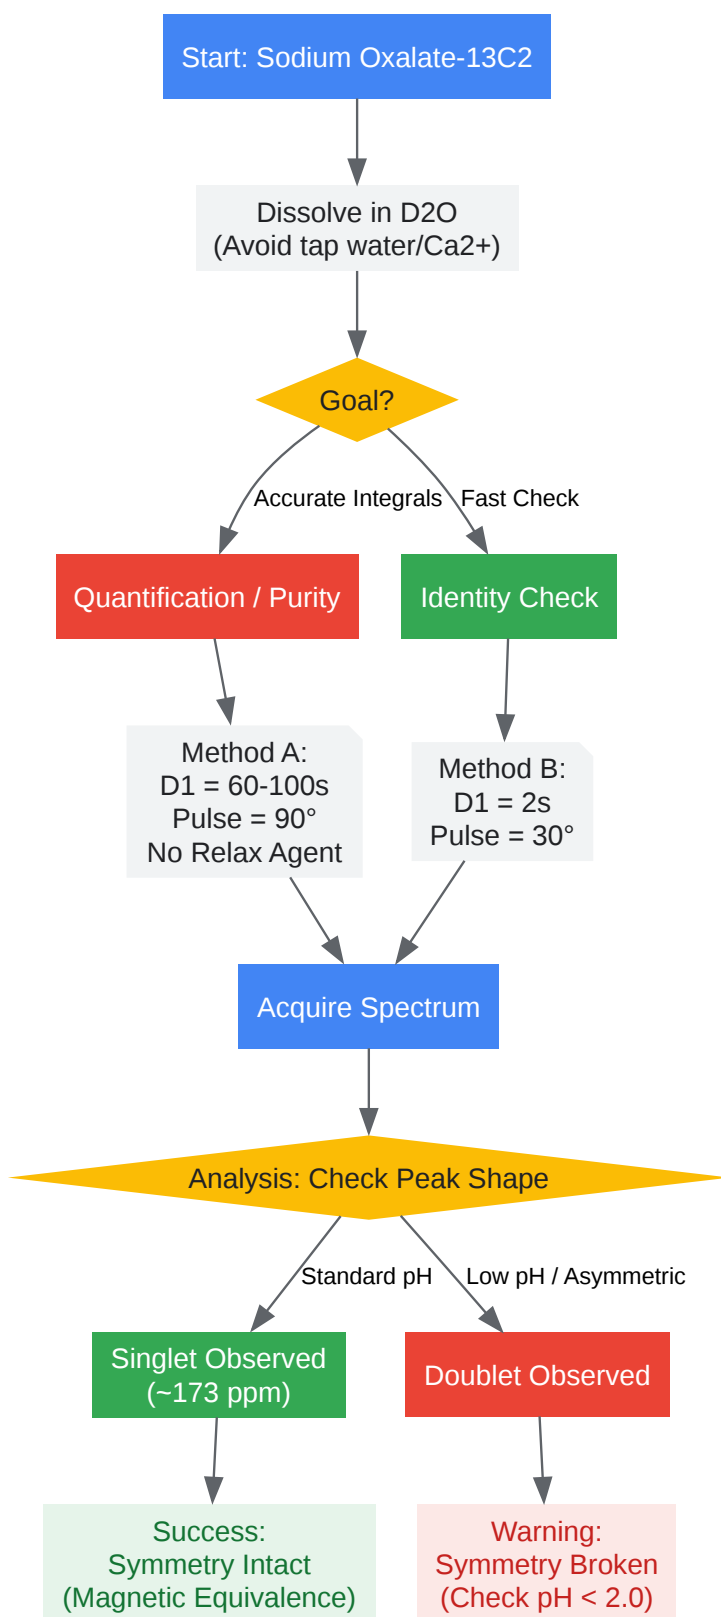 Start: Sodium Oxalate-13C2
Dissolve in D2O
(Avoid tap water/Ca2+)
Goal?
Accurate Integrals
Fast Check
Quantification / Purity
Identity Check
Method A:
D1 = 60-100s
Pulse = 90°
No Relax Agent
Method B:
D1 = 2s
Pulse = 30°
Acquire Spectrum
Analysis: Check Peak Shape
Standard pH
Low pH / Asymmetric
Singlet Observed
(~173 ppm)
Doublet Observed
Success:
Symmetry Intact
(Magnetic Equivalence)
Warning:
Symmetry Broken
(Check pH < 2.0)